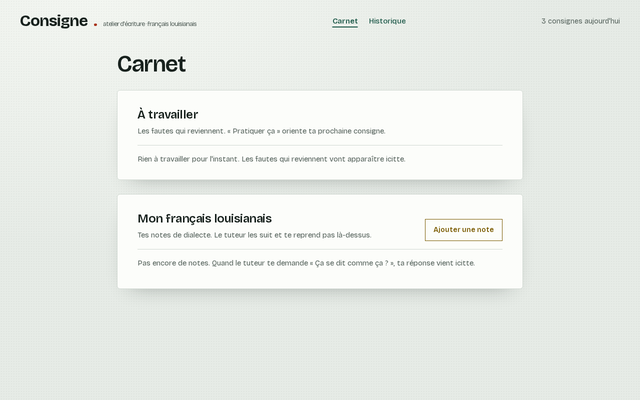 Consigne
atelier d'écriture · français louisianais
Carnet
Historique
3 consignes aujourd'hui
Carnet
À travailler
Les fautes qui reviennent. « Pratiquer ça » oriente ta prochaine consigne.
Rien à travailler pour l'instant. Les fautes qui reviennent vont apparaître icitte.
Mon français louisianais
Tes notes de dialecte. Le tuteur les suit et te reprend pas là-dessus.
Ajouter une note
Pas encore de notes. Quand le tuteur te demande « Ça se dit comme ça ? », ta réponse vient icitte.